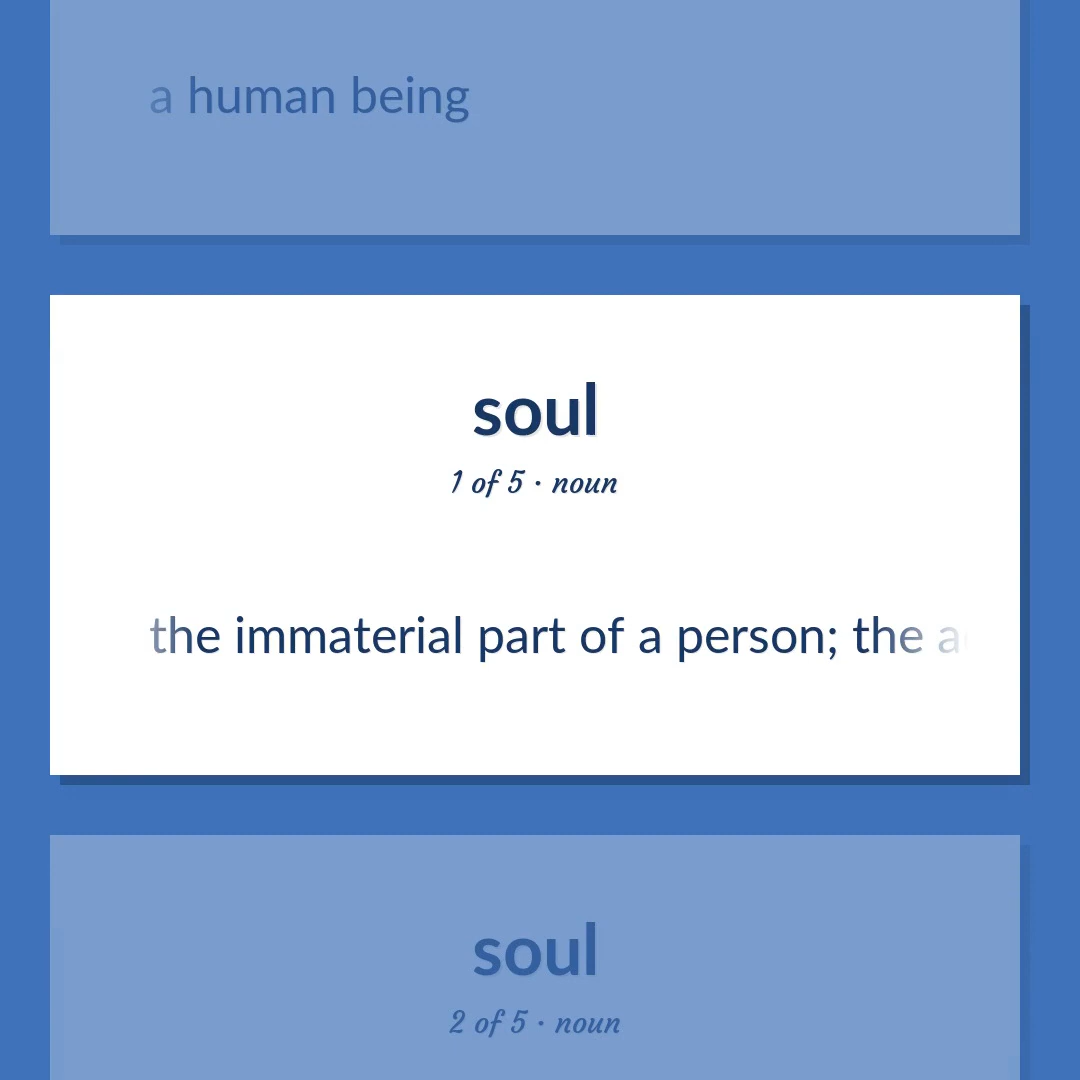 a human being
soul
1 of 5 · noun
the immaterial part of a person; the
soul
2 of 5 · noun